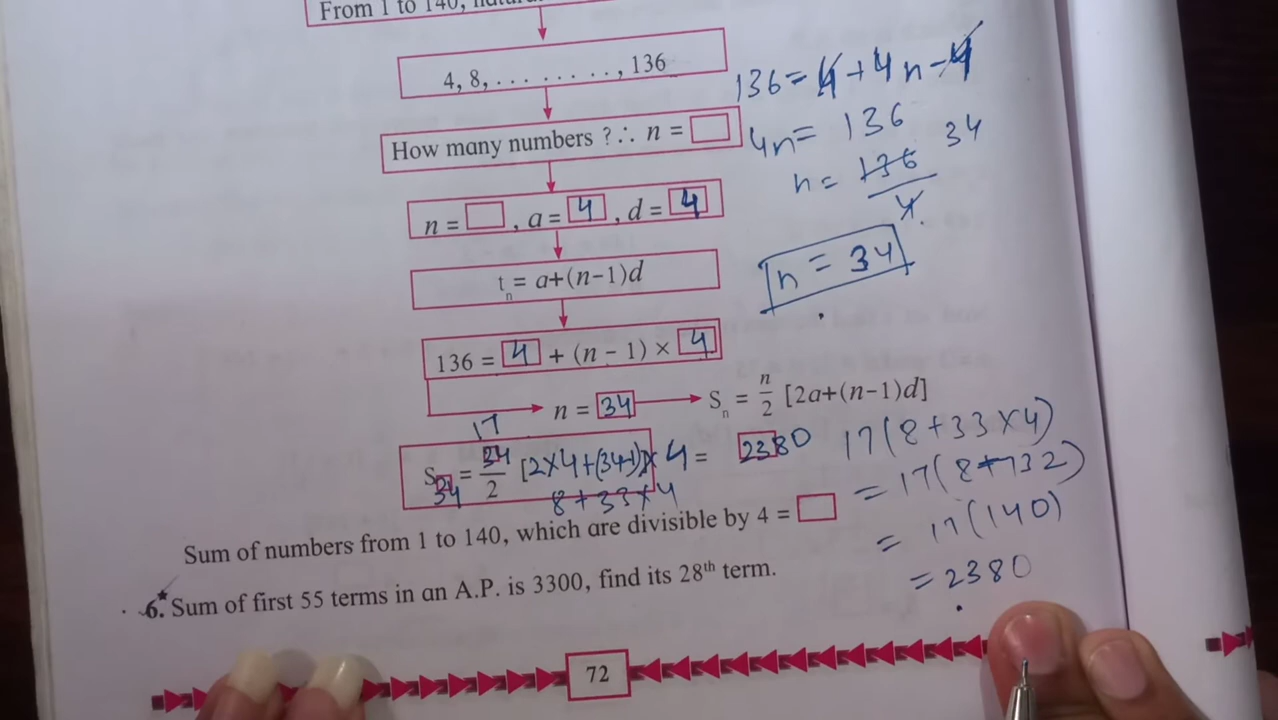 From 1 to 140, natural
4, 8, . . . . . . . . ., 136
How many numbers ? ∴ n =
n = , a = 4 , d = 4
tn = a+(n−1)d
136 = 4 + (n - 1) × 4
n = 34 Sn = n/2 [2a+(n−1)d]
17
S34 = 34/2 [2×4+(34-1)]× 4 = 2380
8 + 33 × 4
Sum of numbers from 1 to 140, which are divisible by 4 =
6.* Sum of first 55 terms in an A.P. is 3300, find its 28th term.
72
136 = 4 + 4n − 4
4n = 136
n = 136/4 34
n = 34
17(8+33×4)
= 17(8+132)
= 17(140)
= 2380